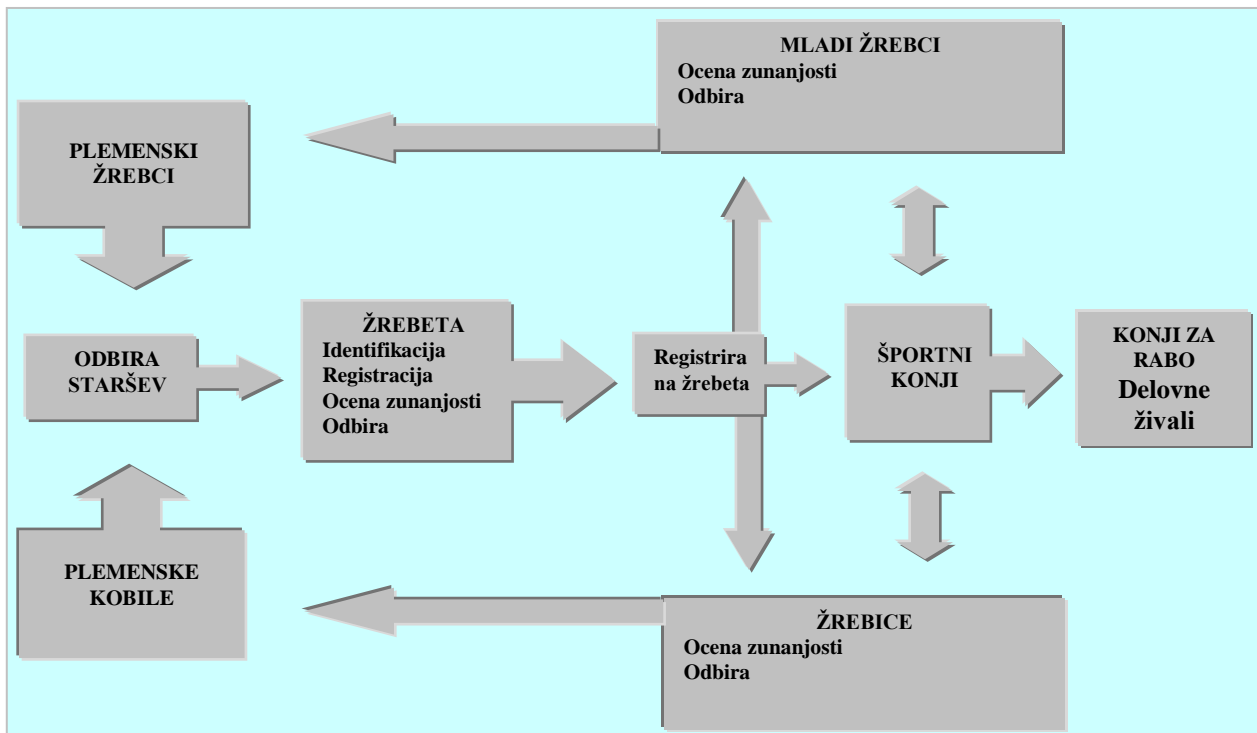 MLADI ŽREBCI
Ocena zunanjosti
Odbira
PLEMENSKI
ŽREBCI
ŽREBETA
Identifikacija
Registracija
Ocena zunanjosti
Odbira
ODBIRA
STARŠEV
Registrira
na žrebeta
ŠPORTNI
KONJI
KONJI ZA
RABO
Delovne
živali
PLEMENSKE
KOBILE
ŽREBICE
Ocena zunanjosti
Odbira